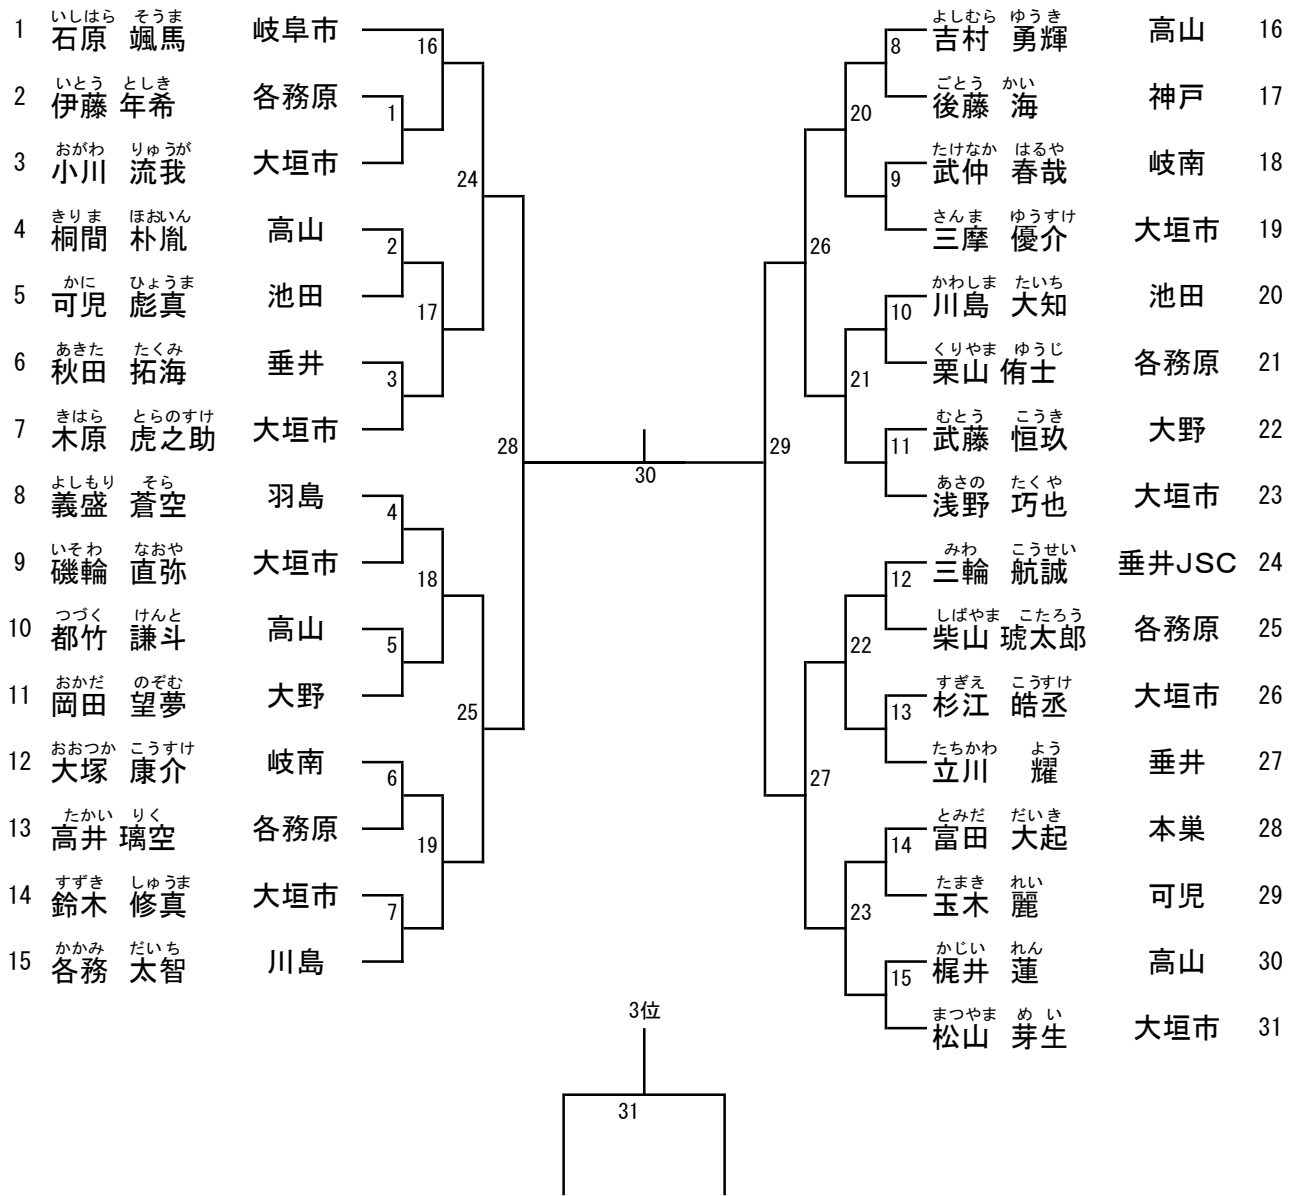 いしはら そうま
1 石原 颯馬 岐阜市
いとう としき
2 伊藤 年希 各務原
おがわ りゅうが
3 小川 流我 大垣市
きりま ほおいん
4 桐間 朴胤 高山
かに ひょうま
5 可児 彪真 池田
あきた たくみ
6 秋田 拓海 垂井
きはら とらのすけ
7 木原 虎之助 大垣市
よしもり そら
8 義盛 蒼空 羽島
いそわ なおや
9 磯輪 直弥 大垣市
つづく けんと
10 都竹 謙斗 高山
おかだ のぞむ
11 岡田 望夢 大野
おおつか こうすけ
12 大塚 康介 岐南
たかい りく
13 高井 璃空 各務原
すずき しゅうま
14 鈴木 修真 大垣市
かかみ だいち
15 各務 太智 川島
16
1
24
2
17
3
28
4
18
5
25
6
19
7
30
よしむら ゆうき
吉村 勇輝 高山 16
ごとう かい
後藤 海 神戸 17
たけなか はるや
武仲 春哉 岐南 18
さんま ゆうすけ
三摩 優介 大垣市 19
かわしま たいち
川島 大知 池田 20
くりやま ゆうじ
栗山 侑士 各務原 21
むとう こうき
武藤 恒玖 大野 22
あさの たくや
浅野 巧也 大垣市 23
みわ こうせい
三輪 航誠 垂井JSC 24
しばやま こたろう
柴山 琥太郎 各務原 25
すぎえ こうすけ
杉江 皓丞 大垣市 26
たちかわ よう
立川 耀 垂井 27
とみだ だいき
富田 大起 本巣 28
たまき れい
玉木 麗 可児 29
かじい れん
梶井 蓮 高山 30
まつやま めい
松山 芽生 大垣市 31
8
20
9
26
10
21
11
29
12
22
13
27
14
23
15
3位
31